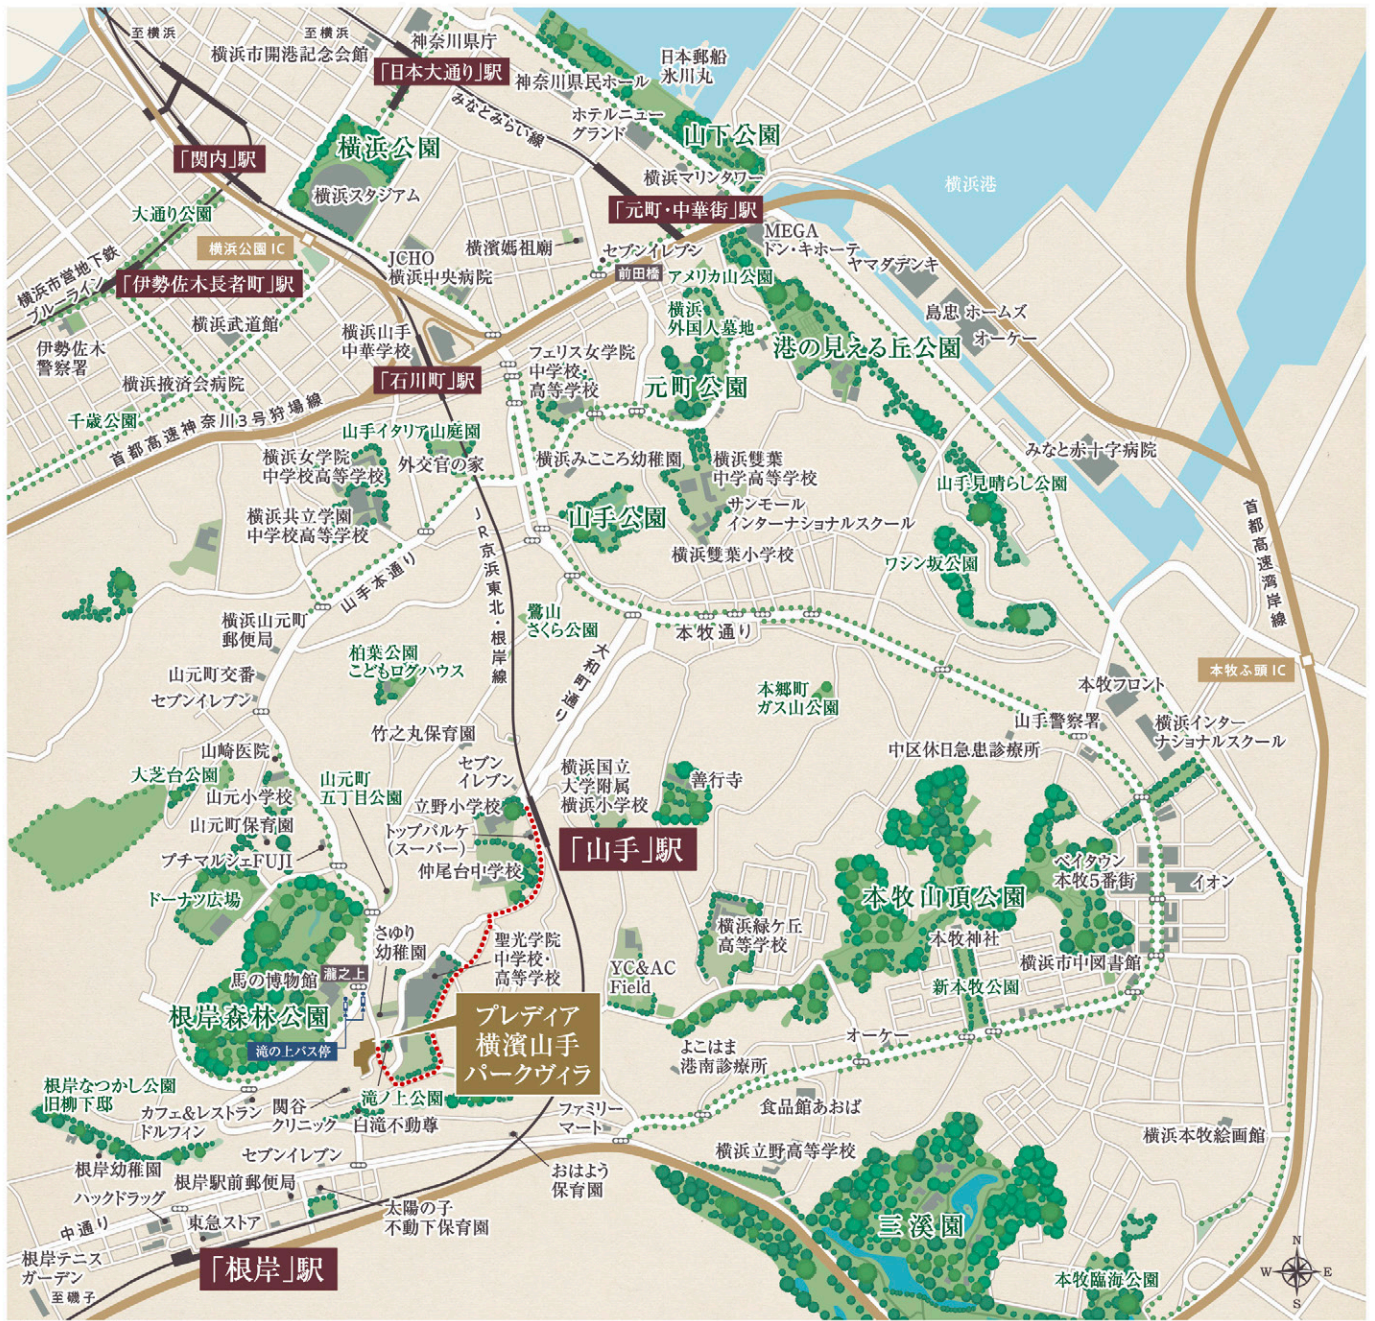 至横浜
至横浜
神奈川県庁
横浜市開港記念会館
「日本大通り」駅
日本郵船
氷川丸
神奈川県民ホール
みなとみらい線
ホテルニュー
グランド
山下公園
横浜公園
「関内」駅
横浜マリンタワー
横浜港
横浜スタジアム
大通り公園
「元町・中華街」駅
横浜公園IC
MEGA
ドン・キホーテ
横濱媽祖廟
セブンイレブン
JCHO
横浜中央病院
前田橋
アメリカ山公園
ヤマダデンキ
横浜市営地下鉄
ブルーライン
「伊勢佐木長者町」駅
横浜
外国人墓地
島忠 ホームズ
オーケー
横浜武道館
横浜山手
中華学校
伊勢佐木
警察署
フェリス女学院
中学校・
高等学校
港の見える丘公園
横浜掖済会病院
「石川町」駅
元町公園
千歳公園
首都高速神奈川3号狩場線
山手イタリア山庭園
外交官の家
横浜女学院
中学校高等学校
横浜みこころ幼稚園
横浜雙葉
中学高等学校
みなと赤十字病院
山手見晴らし公園
サンモール
インターナショナルスクール
山手公園
横浜共立学園
中学校高等学校
JR京浜東北・根岸線
横浜雙葉小学校
ワシン坂公園
首都高速湾岸線
山手本通り
横浜山元町
郵便局
鷺山
さくら公園
本牧通り
大和町通り
柏葉公園
こどもログハウス
山元町交番
セブンイレブン
本郷町
ガス山公園
本牧フロント
本牧ふ頭IC
竹之丸保育園
山手警察署
横浜インター
ナショナルスクール
中区休日急患診療所
山崎医院
セブン
イレブン
大芝台公園
山元小学校
山元町
五丁目公園
横浜国立
大学附属
横浜小学校
善行寺
立野小学校
山元町保育園
トップパルケ
(スーパー)
「山手」駅
プチマルシェFUJI
仲尾台中学校
ベイタウン
本牧5番街
イオン
ドーナツ広場
本牧山頂公園
さゆり
幼稚園
聖光学院
中学校・
高等学校
横浜緑ケ丘
高等学校
本牧神社
横浜市中図書館
馬の博物館
瀧之上
YC&AC
Field
新本牧公園
根岸森林公園
プレディア
横濱山手
パークヴィラ
滝の上バス停
オーケー
よこはま
港南診療所
根岸なつかし公園
旧柳下邸
滝ノ上公園
カフェ&レストラン
ドルフィン
関谷
クリニック
白滝不動尊
ファミリー
マート
食品館あおば
横浜本牧絵画館
根岸幼稚園
セブンイレブン
横浜立野高等学校
根岸駅前郵便局
おはよう
保育園
ハックドラッグ
中通り
東急ストア
太陽の子
不動下保育園
三溪園
根岸テニス
ガーデン
「根岸」駅
至磯子
本牧臨海公園
N
W
E
S